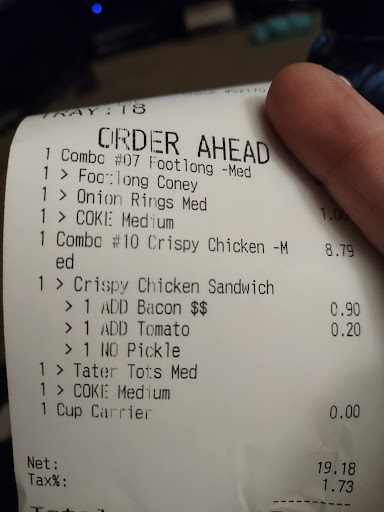 ORDER AHEAD
1 Combo #07 Footlong -Med
1 > Footlong Coney
1 > Onion Rings Med 1.00
1 > COKE Medium
1 Combo #10 Crispy Chicken -M 8.79
ed
1 > Crispy Chicken Sandwich
> 1 ADD Bacon $$ 0.90
> 1 ADD Tomato 0.20
> 1 NO Pickle
1 > Tater Tots Med
1 > COKE Medium
1 Cup Carrier 0.00
Net: 19.18
Tax%: 1.73